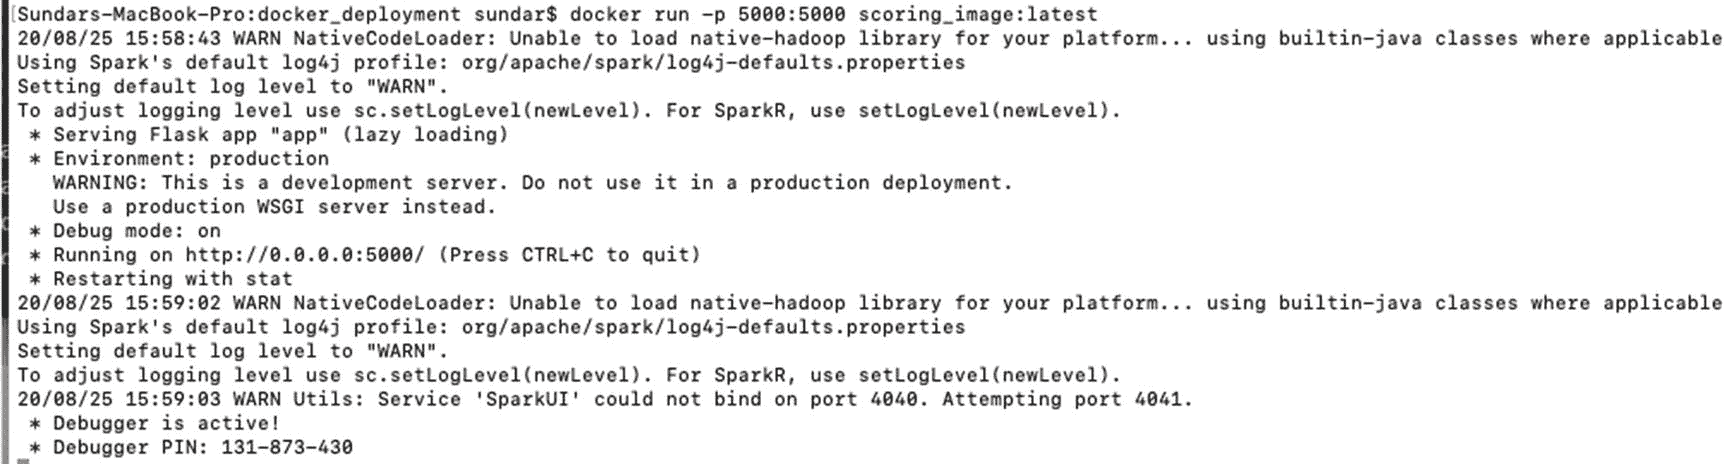 [Sundars-MacBook-Pro:docker_deployment sundar$ docker run -p 5000:5000 scoring_image:latest
20/08/25 15:58:43 WARN NativeCodeLoader: Unable to load native-hadoop library for your platform... using builtin-java classes where applicable
Using Spark's default log4j profile: org/apache/spark/log4j-defaults.properties
Setting default log level to "WARN".
To adjust logging level use sc.setLogLevel(newLevel). For SparkR, use setLogLevel(newLevel).
* Serving Flask app "app" (lazy loading)
* Environment: production
WARNING: This is a development server. Do not use it in a production deployment.
Use a production WSGI server instead.
* Debug mode: on
* Running on http://0.0.0.0:5000/ (Press CTRL+C to quit)
* Restarting with stat
20/08/25 15:59:02 WARN NativeCodeLoader: Unable to load native-hadoop library for your platform... using builtin-java classes where applicable
Using Spark's default log4j profile: org/apache/spark/log4j-defaults.properties
Setting default log level to "WARN".
To adjust logging level use sc.setLogLevel(newLevel). For SparkR, use setLogLevel(newLevel).
20/08/25 15:59:03 WARN Utils: Service 'SparkUI' could not bind on port 4040. Attempting port 4041.
* Debugger is active!
* Debugger PIN: 131-873-430